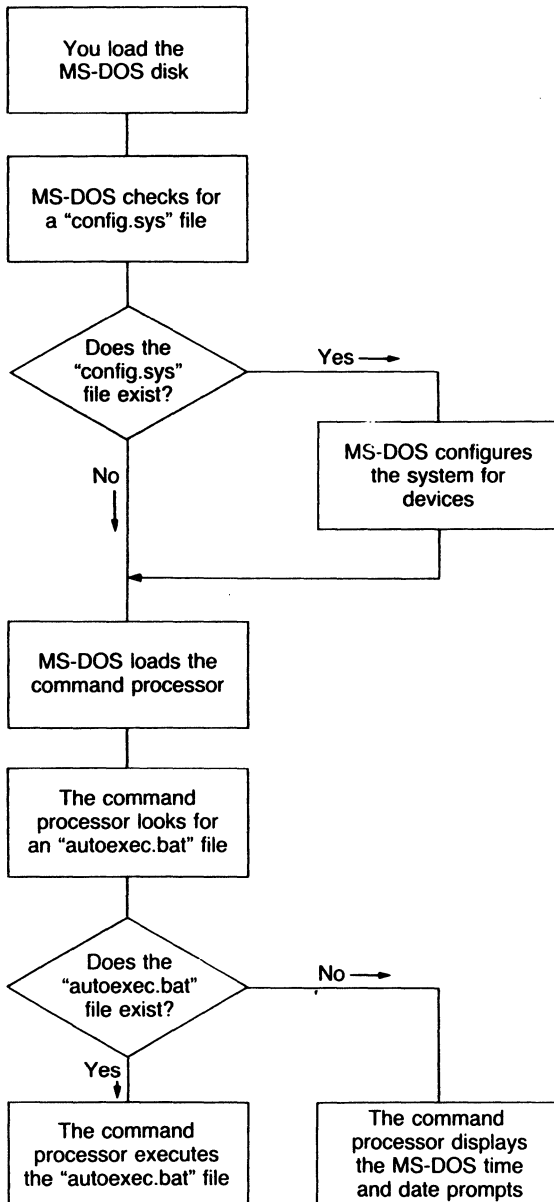 You load the
MS-DOS disk
MS-DOS checks for
a “config.sys” file
Does the
“config.sys”
file exist?
Yes
MS-DOS configures
the system for
devices
No
MS-DOS loads the
command processor
The command
processor looks for
an “autoexec.bat” file
Does the
“autoexec.bat”
file exist?
No
Yes
The command
processor executes
the “autoexec.bat” file
The command
processor displays
the MS-DOS time
and date prompts